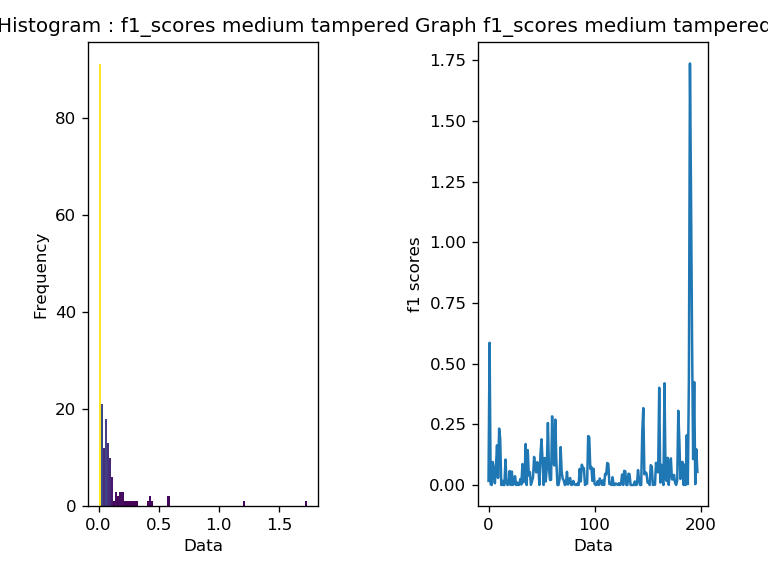 Histogram : f1_scores medium tampered
Graph f1_scores medium tampered
80
60
40
20
0
Frequency
0.0 0.5 1.0 1.5
Data
1.75
1.50
1.25
1.00
0.75
0.50
0.25
0.00
f1 scores
0 100 200
Data